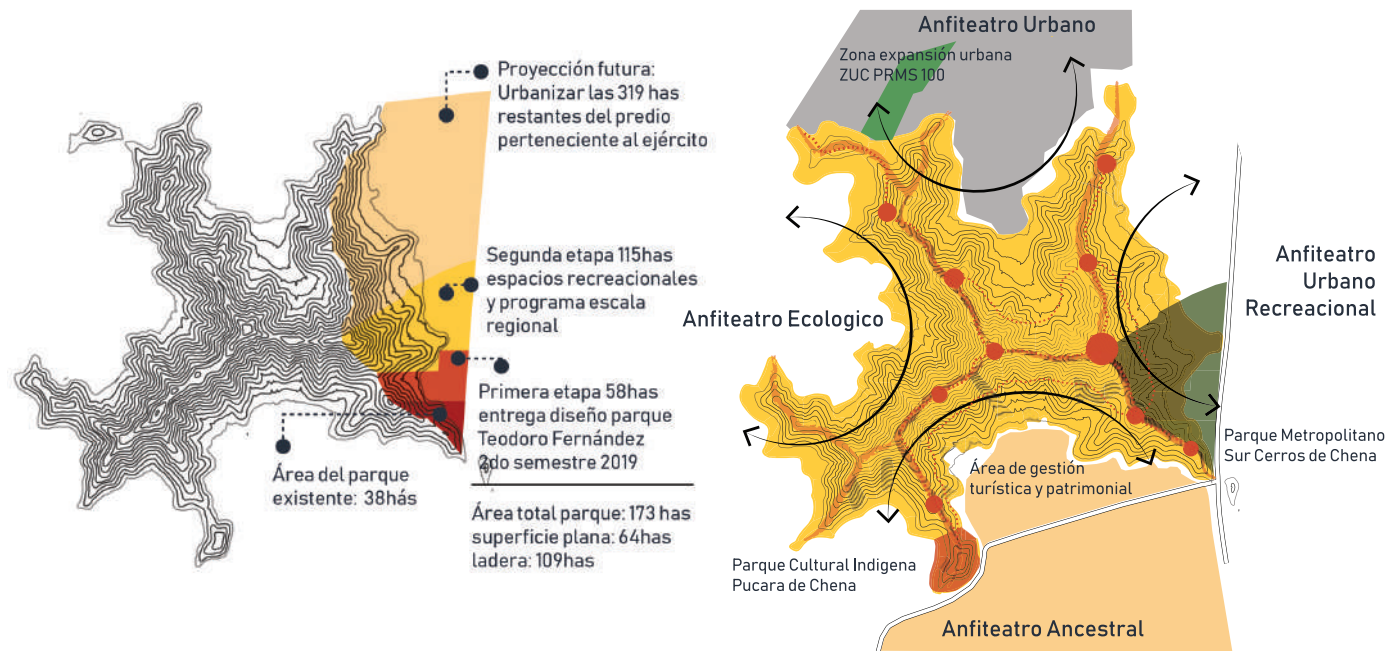 Proyección futura:
Urbanizar las 319 has
restantes del predio
perteneciente al ejército
Segunda etapa 115has
espacios recreacionales
y programa escala
regional
Primera etapa 58has
entrega diseño parque
Teodoro Fernández
2do semestre 2019
Área del parque
existente: 38hás
Área total parque: 173 has
superficie plana: 64has
ladera: 109has
Anfiteatro Urbano
Zona expansión urbana
ZUC PRMS 100
Anfiteatro Ecologico
Anfiteatro
Urbano
Recreacional
Parque Metropolitano
Sur Cerros de Chena
Área de gestión
turística y patrimonial
Parque Cultural Indigena
Pucara de Chena
Anfiteatro Ancestral